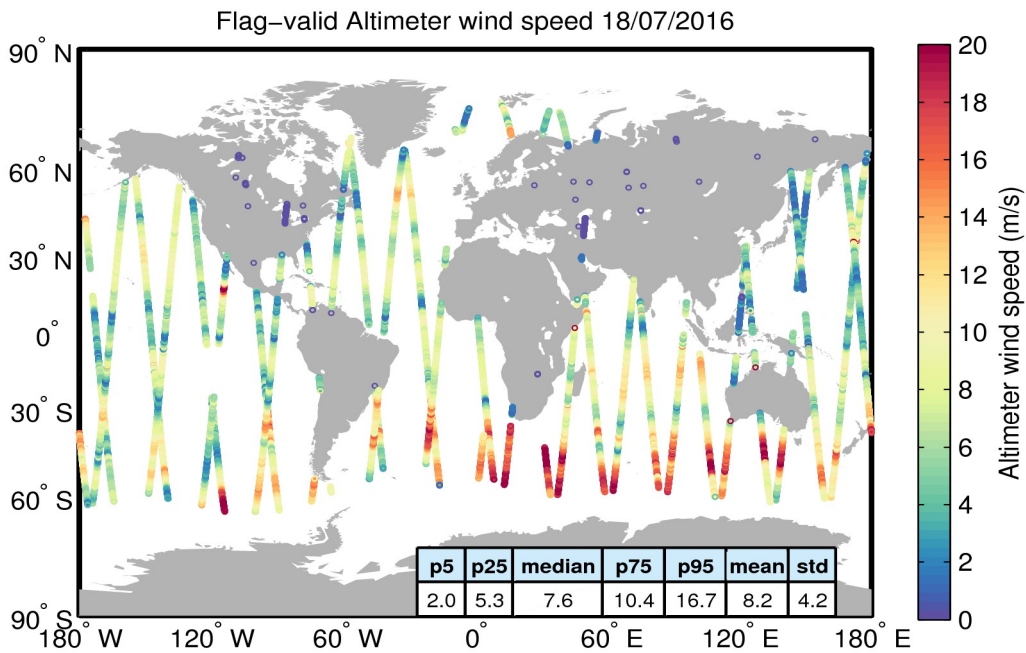 Flag−valid Altimeter wind speed 18/07/2016
90° N
60° N
30° N
0°
30° S
60° S
90° S
180° W
120° W
60° W
0°
60° E
120° E
180° E
p5 p25 median p75 p95 mean std
2.0 5.3 7.6 10.4 16.7 8.2 4.2
20
18
16
14
12
10
8
6
4
2
0
Altimeter wind speed (m/s)